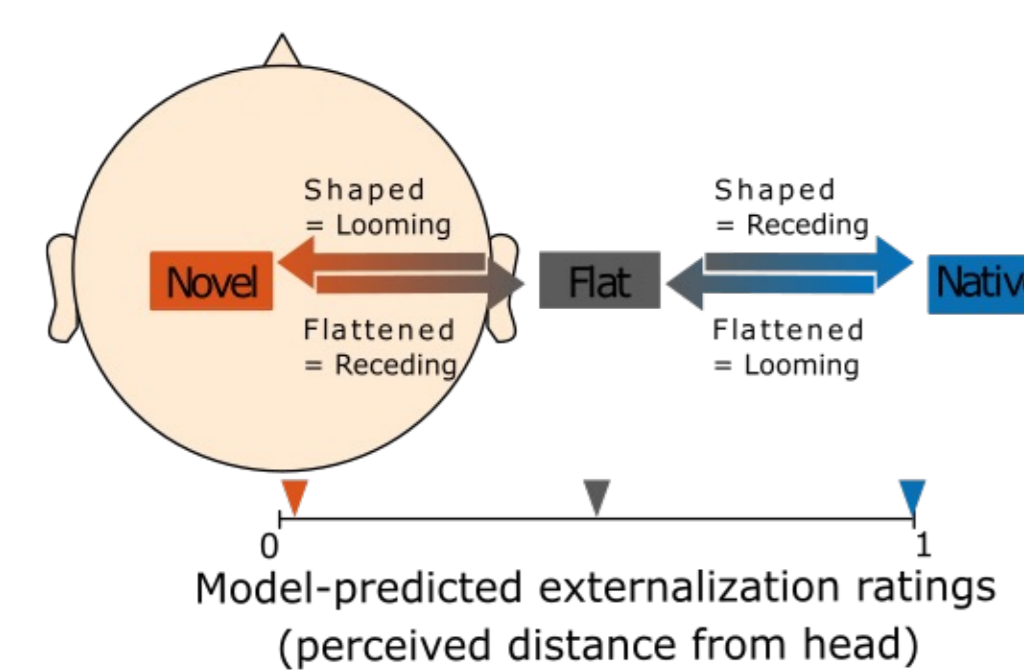 Shaped
= Looming
Shaped
= Receding
Novel
Flat
Nativ
Flattened
= Receding
Flattened
= Looming
0
1
Model-predicted externalization ratings
(perceived distance from head)